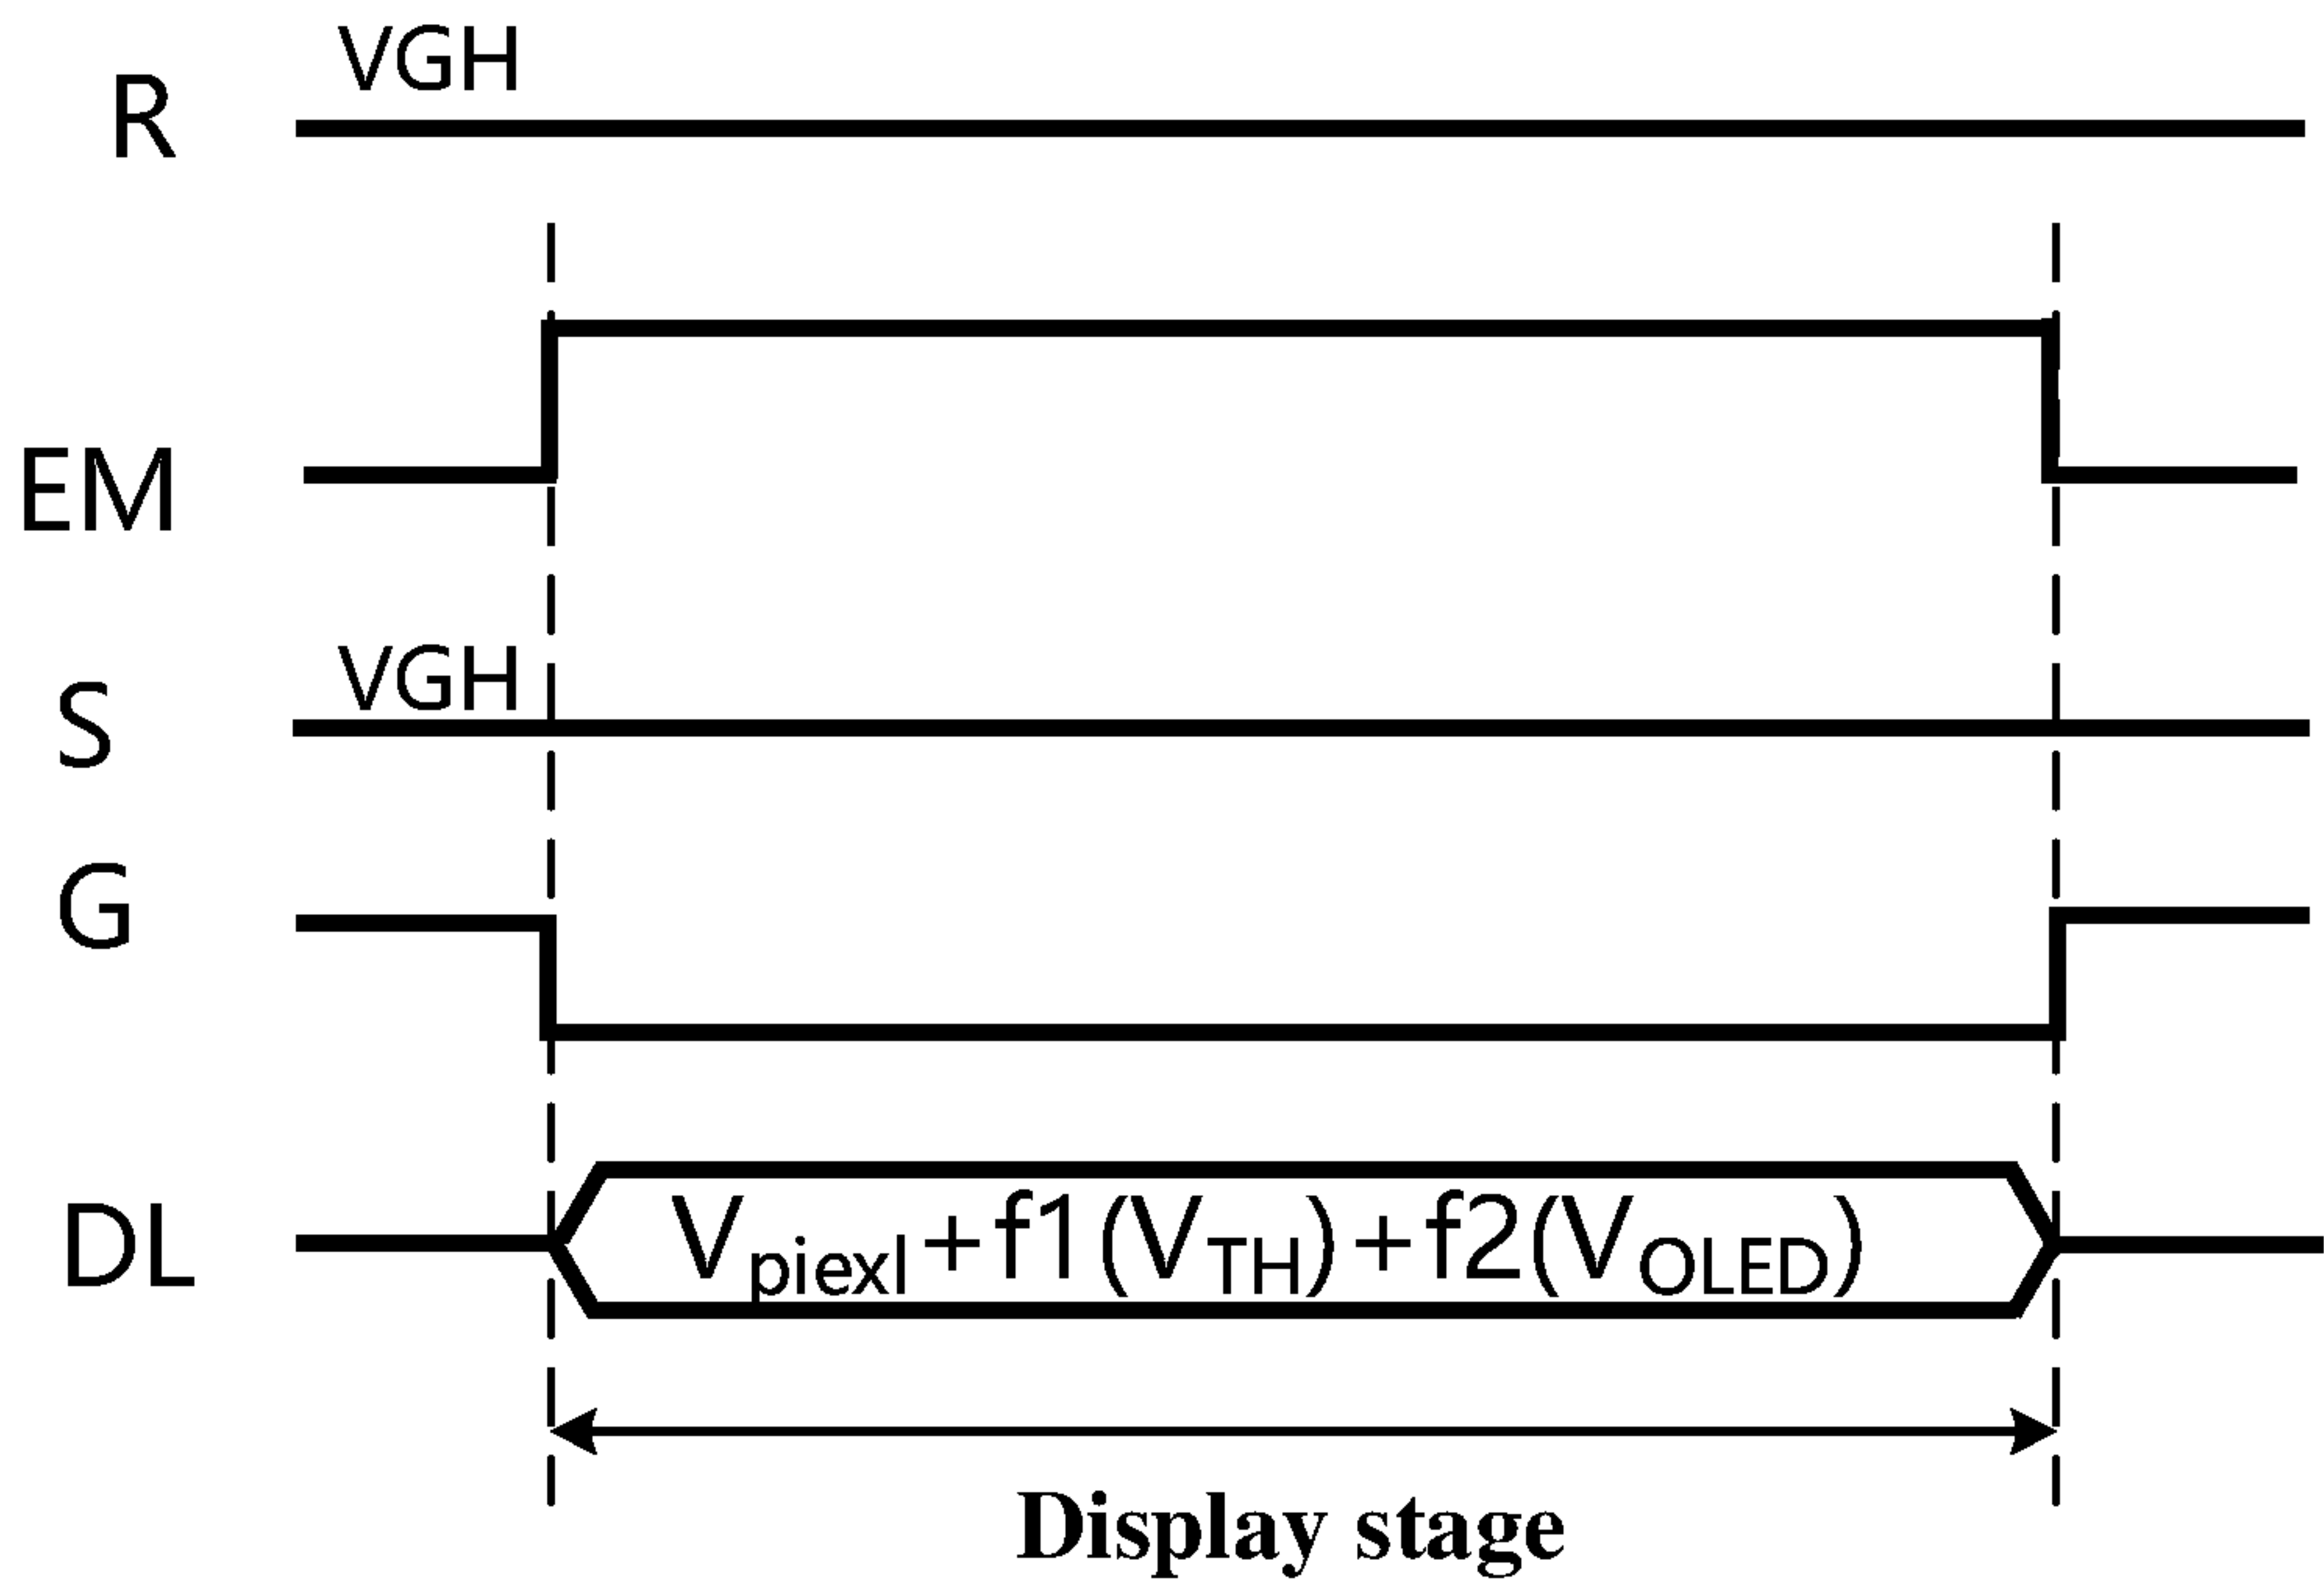 VGH
R
EM
VGH
S
G
DL
Vpiexl+f1(VTH)+f2(VOLED)
Display stage